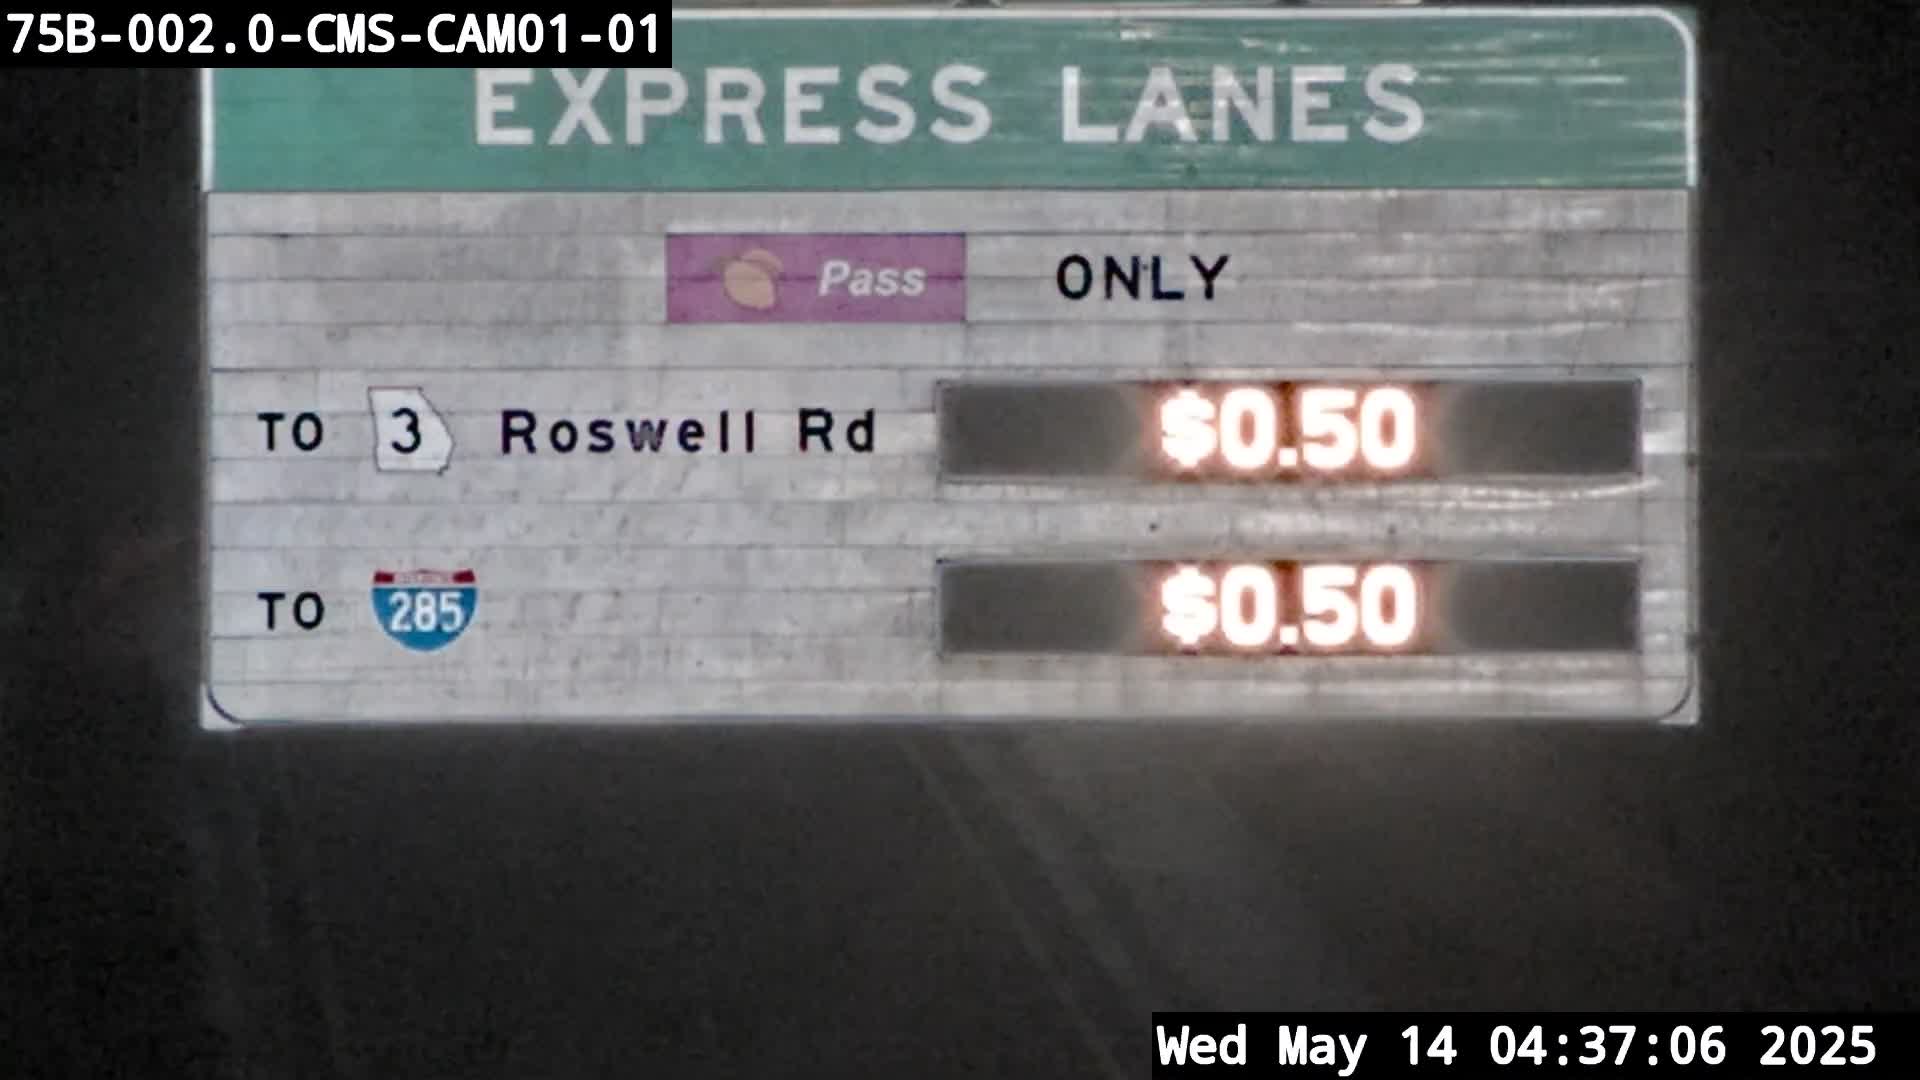 75B-002.0-CMS-CAM01-01
EXPRESS LANES
Pass ONLY
TO 3 Roswell Rd $0.50
TO 285 $0.50
Wed May 14 04:37:06 2025